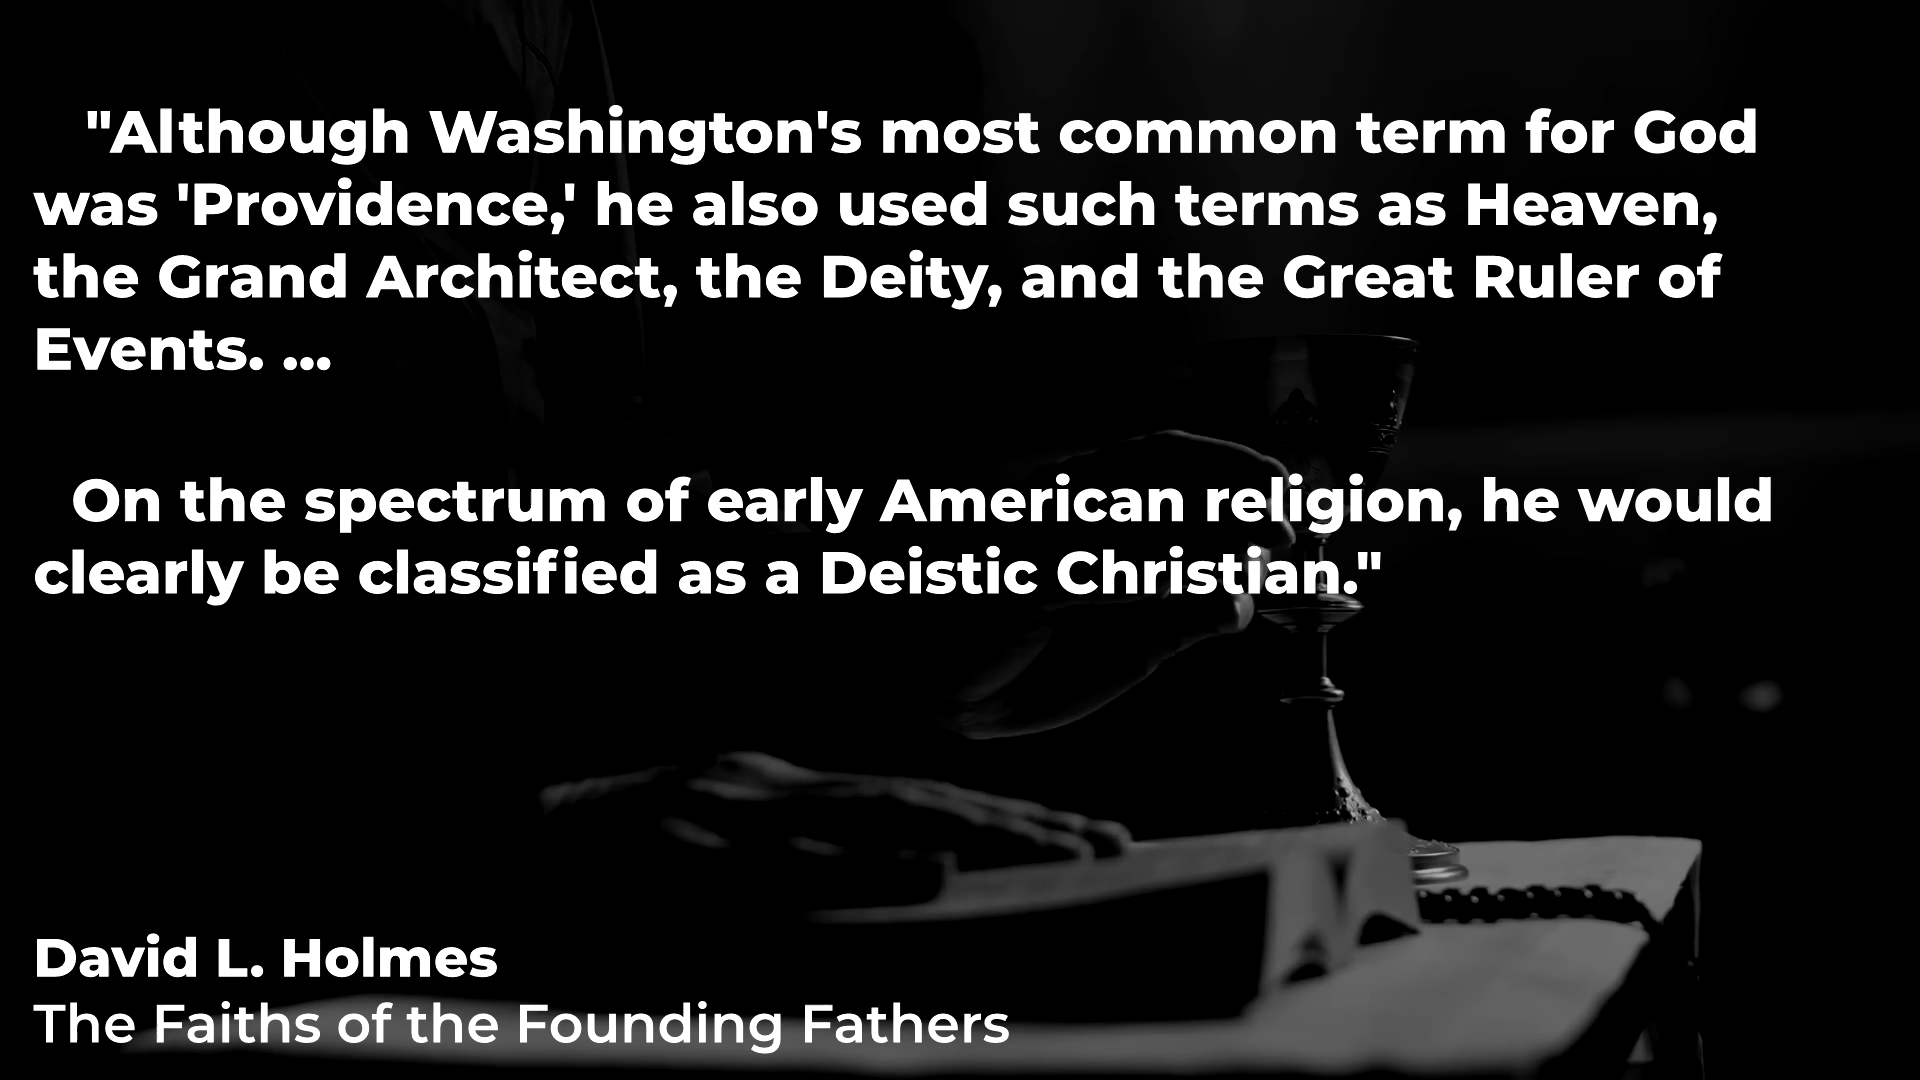 "Although Washington's most common term for God
was 'Providence,' he also used such terms as Heaven,
the Grand Architect, the Deity, and the Great Ruler of
Events. ...
On the spectrum of early American religion, he would
clearly be classified as a Deistic Christian."
David L. Holmes
The Faiths of the Founding Fathers